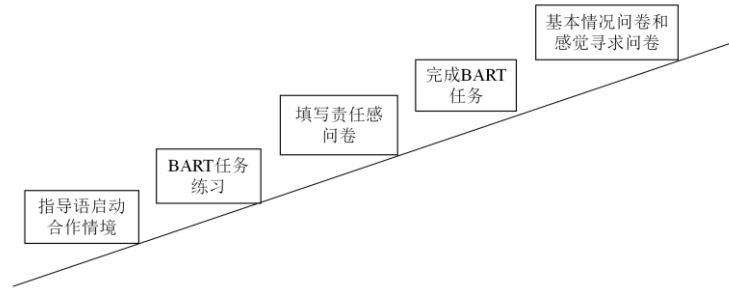 基本情况问卷和
感觉寻求问卷
完成BART
任务
填写责任感
问卷
BART任务
练习
指导语启动
合作情境